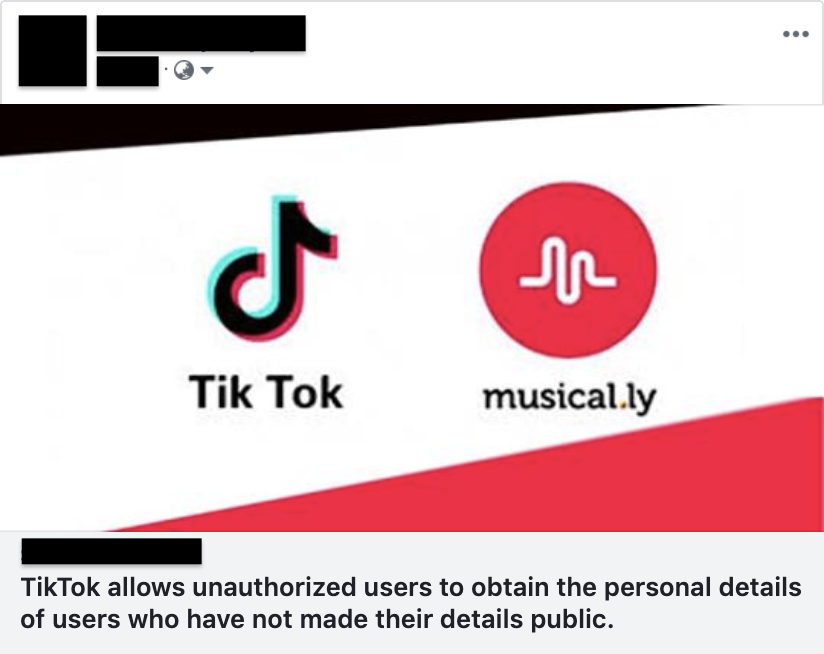 Tik Tok
musical.ly
TikTok allows unauthorized users to obtain the personal details
of users who have not made their details public.